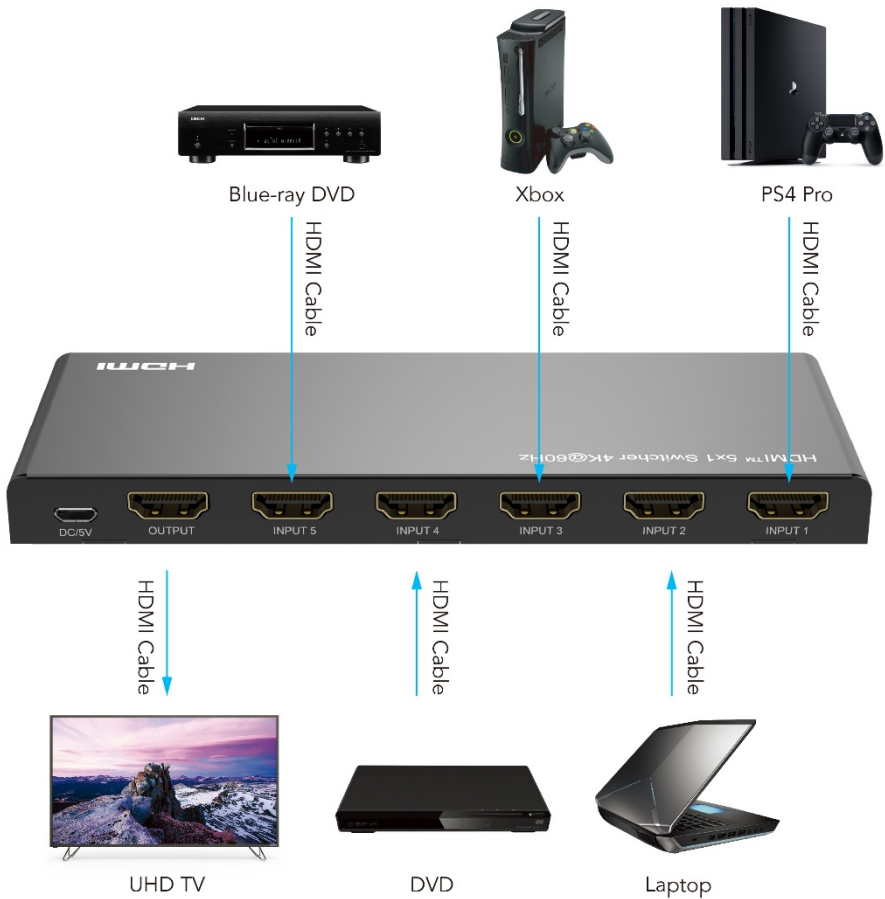 DENON
Blue-ray DVD
Xbox
PS4 Pro
HDMI Cable
HDMI Cable
HDMI Cable
HDMI
HDMI™ 5x1 Switcher 4K@60Hz
DC/5V
OUTPUT
INPUT 5
INPUT 4
INPUT 3
INPUT 2
INPUT 1
HDMI Cable
HDMI Cable
HDMI Cable
UHD TV
DVD
Laptop